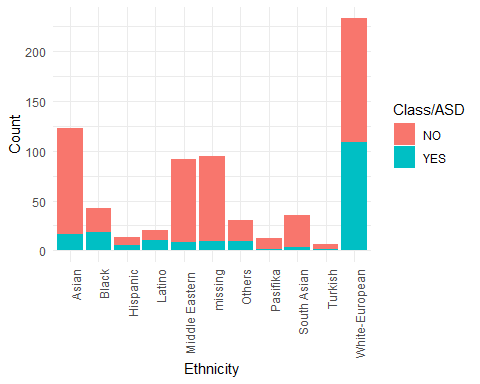 200
150
100
50
0
Count
Asian
Black
Hispanic
Latino
Middle Eastern
missing
Others
Pasifika
South Asian
Turkish
White-European
Ethnicity
Class/ASD
NO
YES